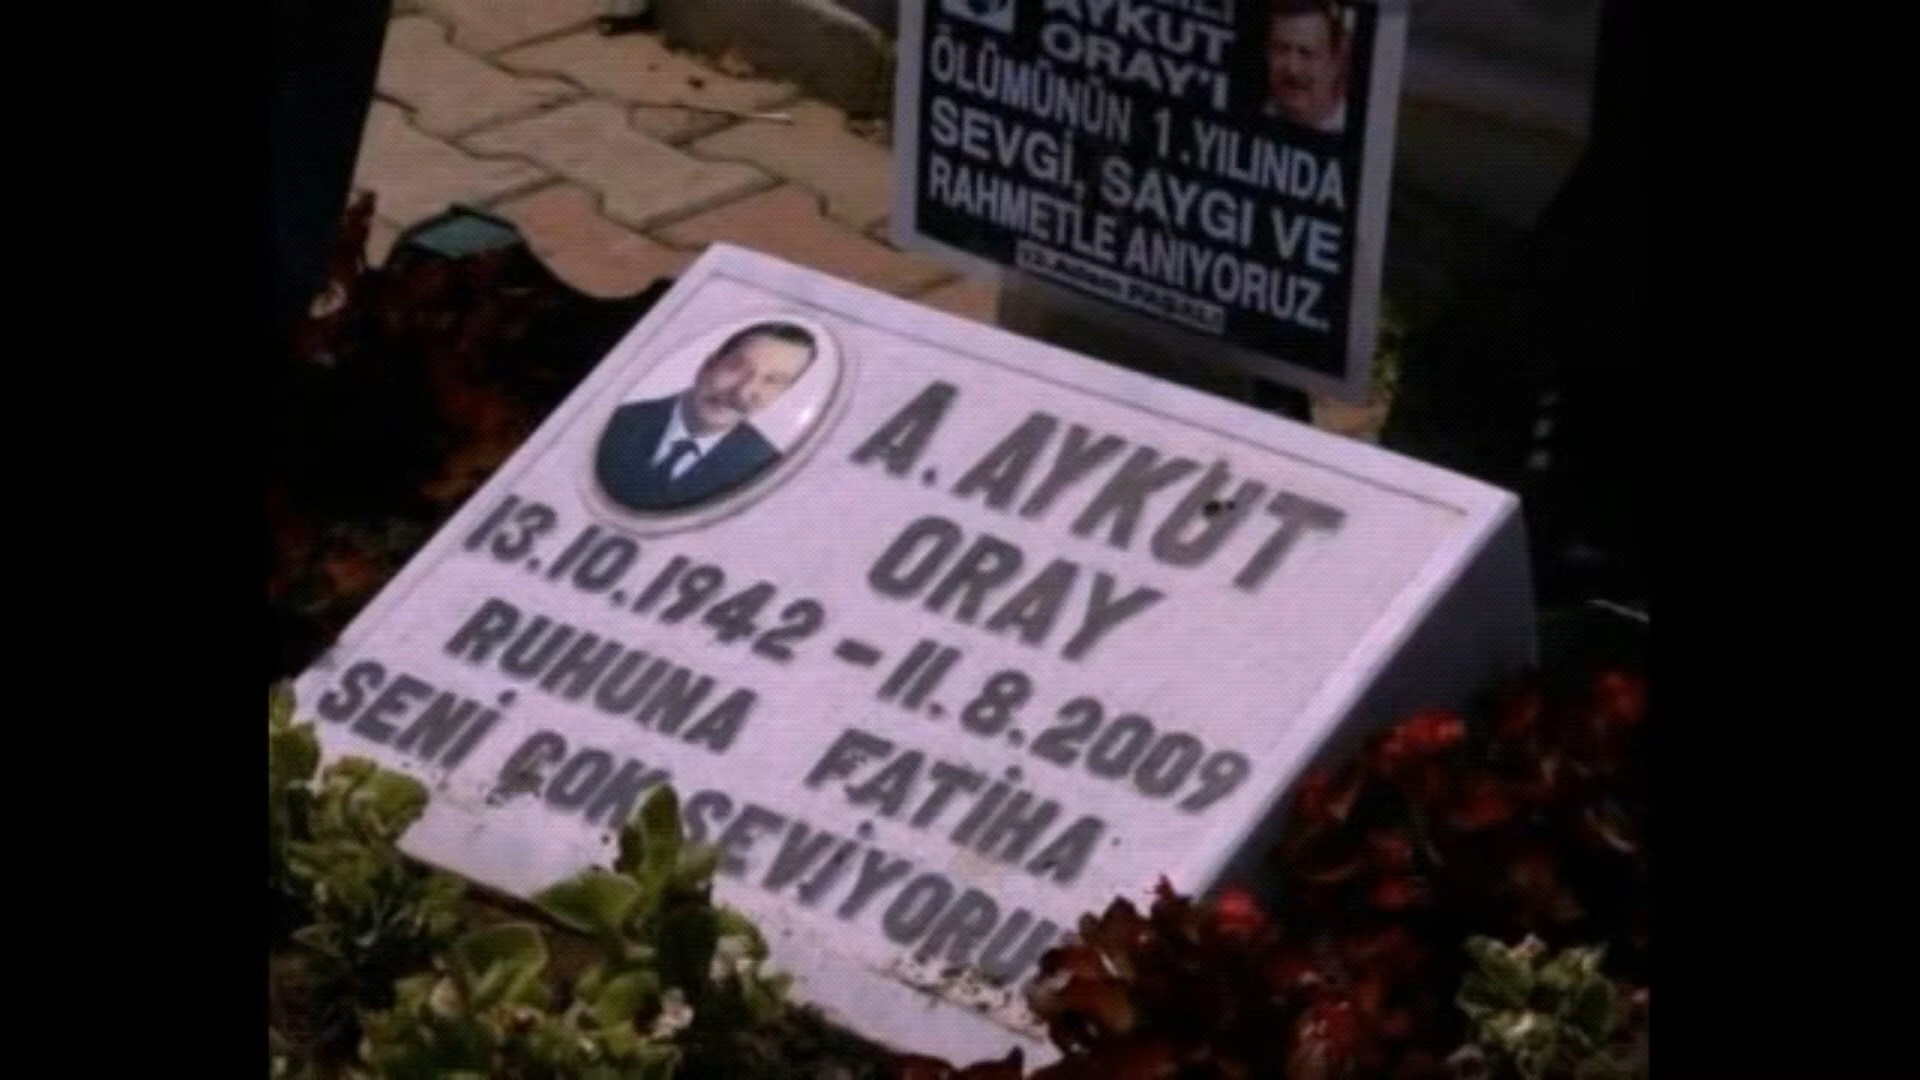 AYKUT
ORAY'I
ÖLÜMÜNÜN 1.YILINDA
SEVGİ, SAYGI VE
RAHMETLE ANIYORUZ.
A. AYKUT
ORAY
13.10.1942 - 11.8.2009
RUHUNA FATİHA
SENİ ÇOK SEVİYORU